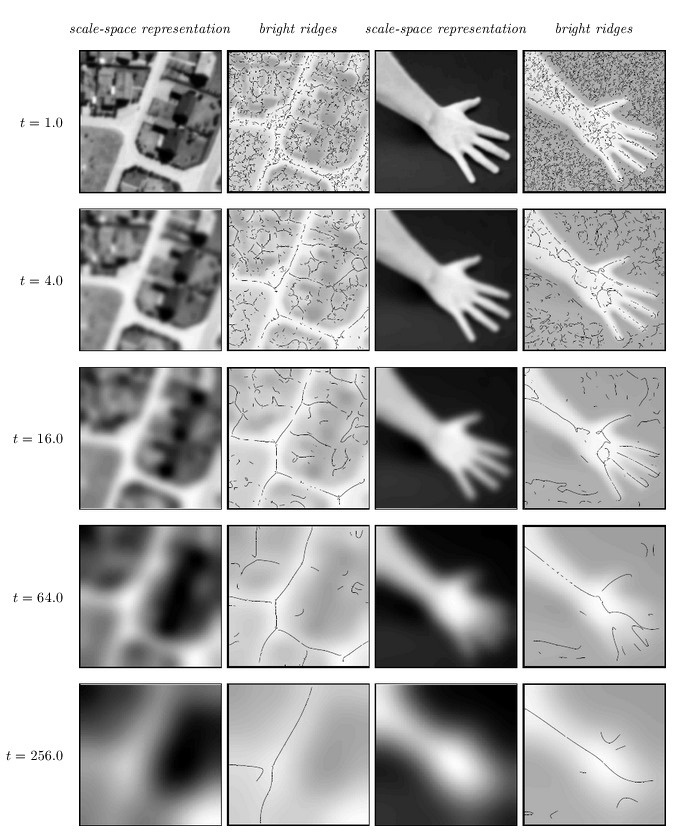 scale-space representation bright ridges scale-space representation bright ridges
t = 1.0
t = 4.0
t = 16.0
t = 64.0
t = 256.0